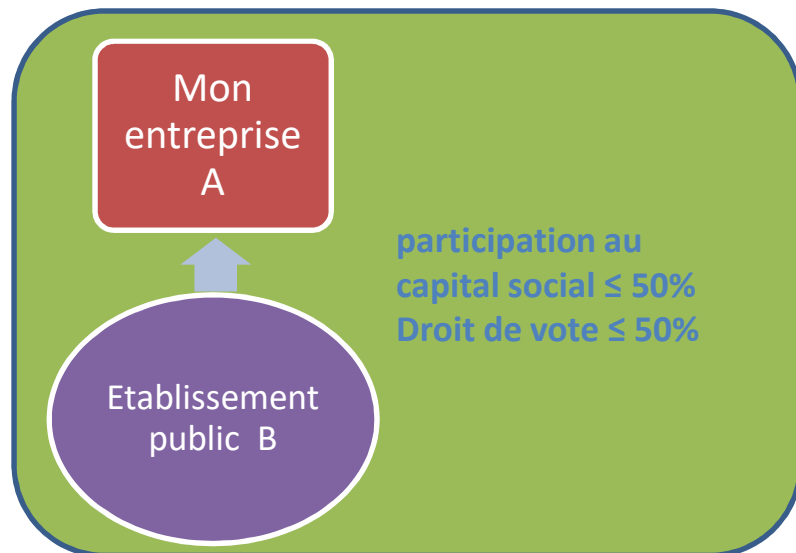 Mon
entreprise
A
participation au
capital social ≤ 50%
Droit de vote ≤ 50%
Etablissement
public B